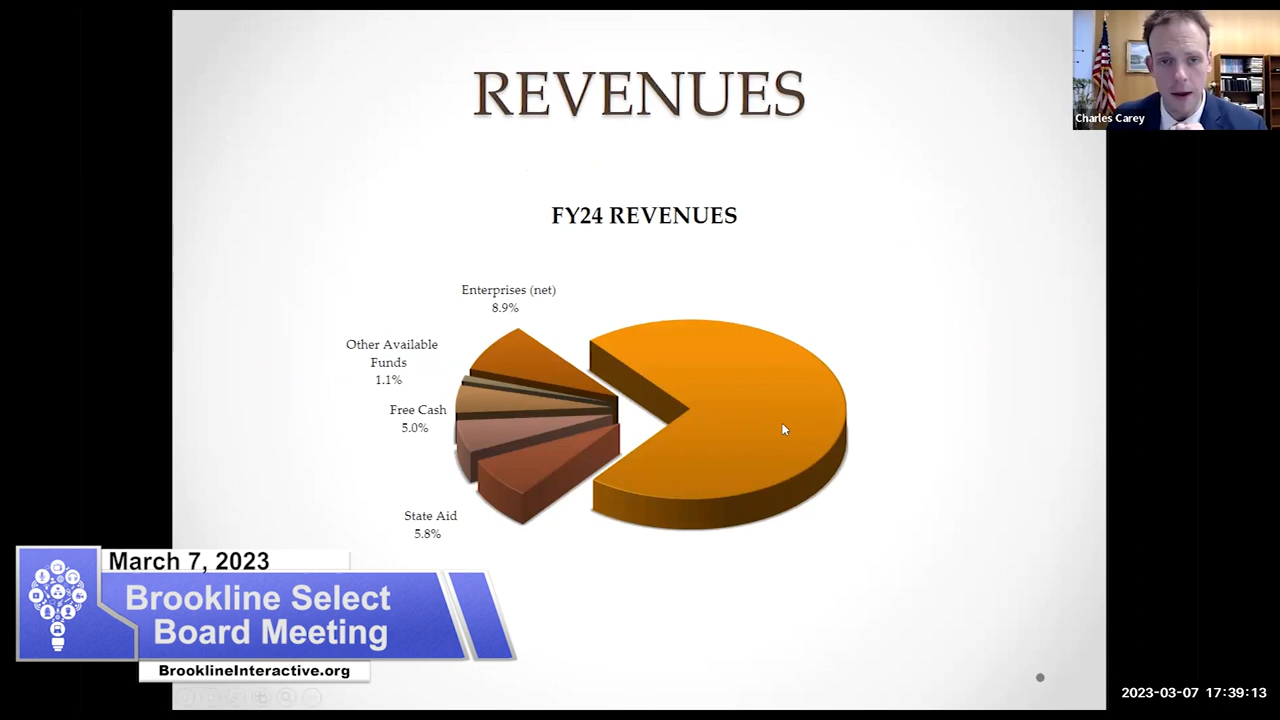 REVENUES
Charles Carey
FY24 REVENUES
Enterprises (net)
8.9%
Other Available
Funds
1.1%
Free Cash
5.0%
State Aid
5.8%
March 7, 2023
Brookline Select
Board Meeting
BrooklineInteractive.org
2023-03-07 17:39:13